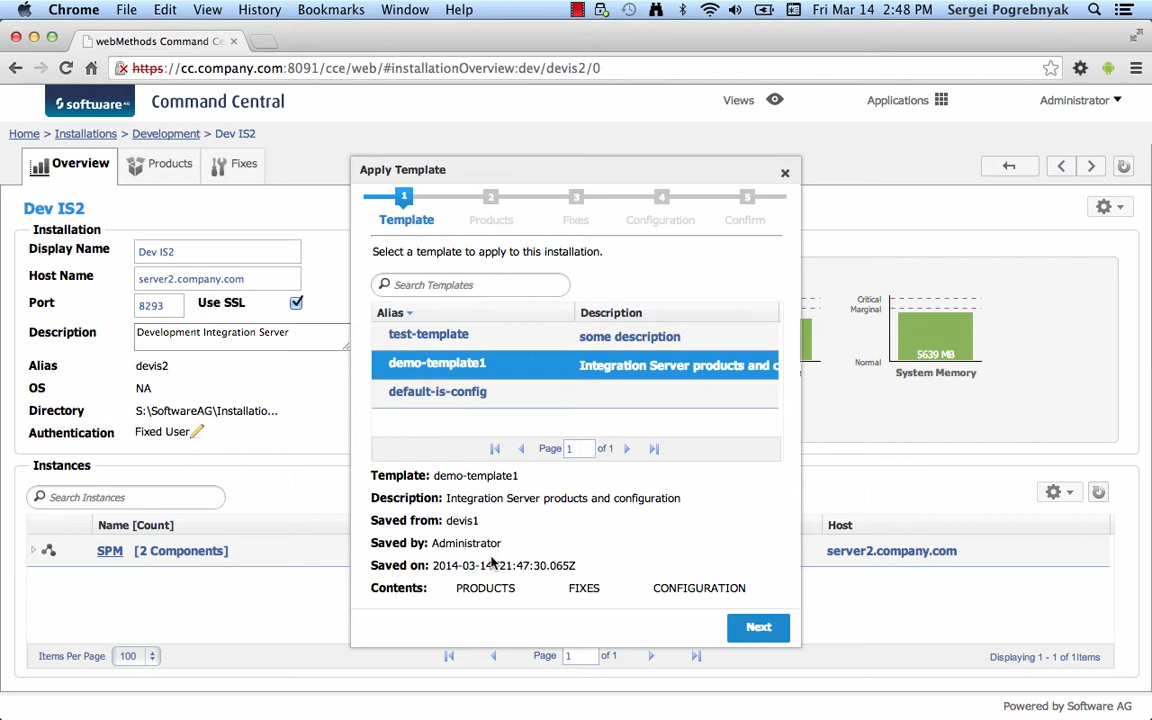 Chrome File Edit View History Bookmarks Window Help Fri Mar 14 2:48 PM Sergei Pogrebnyak
webMethods Command Ce
https://cc.company.com:8091/cce/web/#installationOverview:dev/devis2/0
software AG Command Central Views Applications Administrator
Home > Installations > Development > Dev IS2
Overview Products Fixes
Dev IS2
Installation
Display Name Dev IS2
Host Name server2.company.com
Port 8293 Use SSL
Description Development Integration Server
Alias devis2
OS NA
Directory S:\SoftwareAG\Installatio...
Authentication Fixed User
Critical
Marginal
Normal
5639 MB
System Memory
Instances
Search Instances
Name [Count] Host
SPM [2 Components] server2.company.com
Items Per Page 100 Page 1 of 1 Displaying 1 - 1 of 1Items
Apply Template
1 2 3 4 5
Template Products Fixes Configuration Confirm
Select a template to apply to this installation.
Search Templates
Alias Description
test-template some description
demo-template1 Integration Server products and c
default-is-config
Page 1 of 1
Template: demo-template1
Description: Integration Server products and configuration
Saved from: devis1
Saved by: Administrator
Saved on: 2014-03-14T21:47:30.065Z
Contents: PRODUCTS FIXES CONFIGURATION
Next
Powered by Software AG